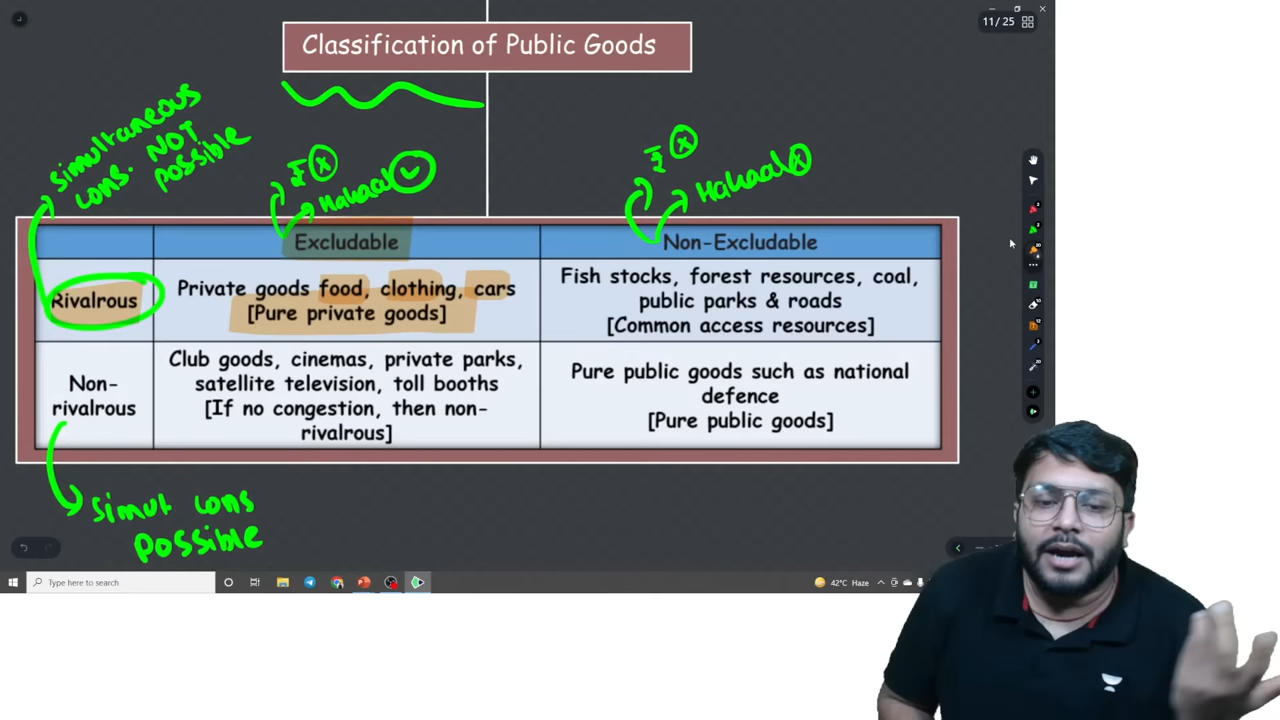 11/25
Classification of Public Goods
simultaneous
cons. NOT
possible
₹ (x)
₹ (x)
Excludable
Non-Excludable
Rivalrous
Private goods food, clothing, cars
[Pure private goods]
Fish stocks, forest resources, coal,
public parks & roads
[Common access resources]
Non-
rivalrous
Club goods, cinemas, private parks,
satellite television, toll booths
[If no congestion, then non-
rivalrous]
Pure public goods such as national
defence
[Pure public goods]
Simut cons
possible
Type here to search
42°C Haze